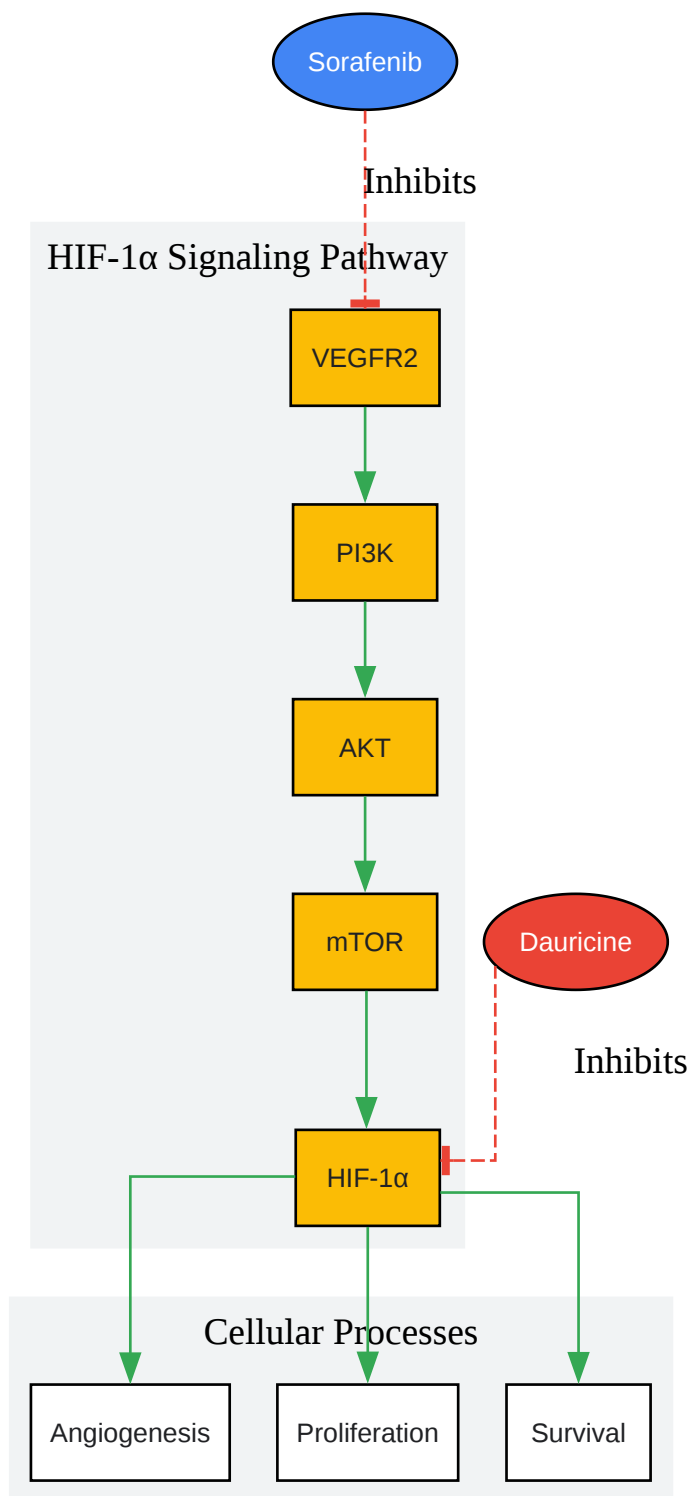 Sorafenib
Inhibits
HIF-1α Signaling Pathway
VEGFR2
PI3K
AKT
mTOR
Dauricine
Inhibits
HIF-1α
Cellular Processes
Angiogenesis
Proliferation
Survival